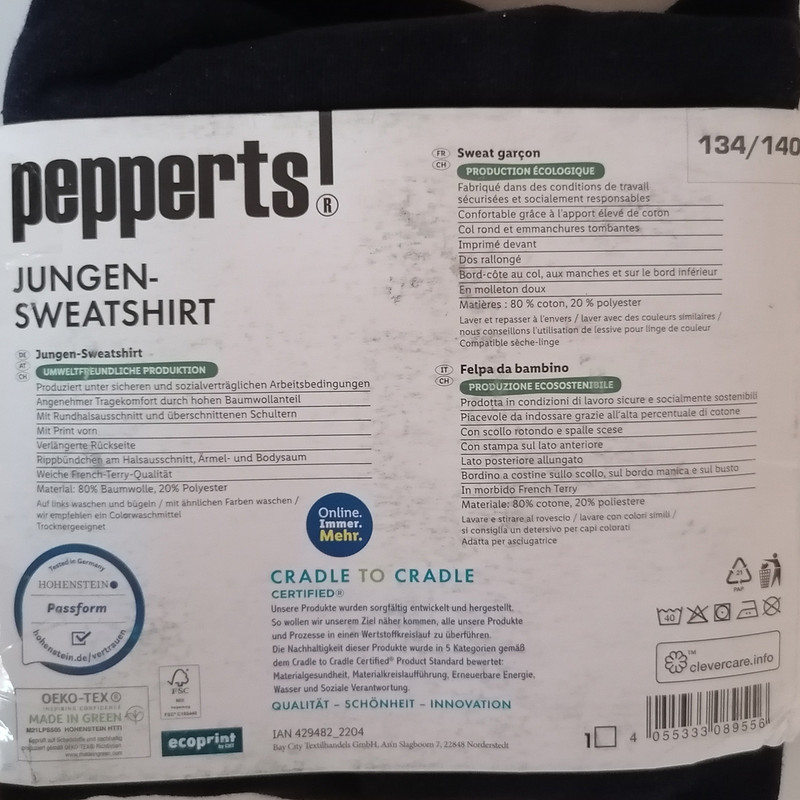 pepperts!®
134/140
JUNGEN-
SWEATSHIRT
DE AT CH
Jungen-Sweatshirt
UMWELTFREUNDLICHE PRODUKTION
Produziert unter sicheren und sozialverträglichen Arbeitsbedingungen
Angenehmer Tragekomfort durch hohen Baumwollanteil
Mit Rundhalsausschnitt und überschnittenen Schultern
Mit Print vorn
Verlängerte Rückseite
Rippbündchen am Halsausschnitt, Ärmel- und Bodysaum
Weiche French-Terry-Qualität
Material: 80% Baumwolle, 20% Polyester
Auf links waschen und bügeln / mit ähnlichen Farben waschen /
wir empfehlen ein Colorwaschmittel
Trocknergeeignet
FR CH
Sweat garçon
PRODUCTION ÉCOLOGIQUE
Fabriqué dans des conditions de travail
sécurisées et socialement responsables
Confortable grâce à l'apport élevé de coton
Col rond et emmanchures tombantes
Imprimé devant
Dos rallongé
Bord-côte au col, aux manches et sur le bord inférieur
En molleton doux
Matières : 80 % coton, 20 % polyester
Laver et repasser à l'envers / laver avec des couleurs similaires /
nous conseillons l'utilisation de lessive pour linge de couleur
Compatible sèche-linge
IT CH
Felpa da bambino
PRODUZIONE ECOSOSTENIBILE
Prodotta in condizioni di lavoro sicure e socialmente sostenibili
Piacevole da indossare grazie all'alta percentuale di cotone
Con scollo rotondo e spalle scese
Con stampa sul lato anteriore
Lato posteriore allungato
Bordino a costine sullo scollo, sul bordo manica e sul busto
In morbido French Terry
Materiale: 80% cotone, 20% poliestere
Lavare e stirare al rovescio / lavare con colori simili /
si consiglia un detersivo per capi colorati
Adatta per asciugatrice
Online.
Immer.
Mehr.
Tested in Germany
HOHENSTEIN
Passform
hohenstein.de/vertrauen
CRADLE TO CRADLE
CERTIFIED®
Unsere Produkte wurden sorgfältig entwickelt und hergestellt.
So wollen wir unserem Ziel näher kommen, alle unsere Produkte
und Prozesse in einen Wertstoffkreislauf zu überführen.
Die Nachhaltigkeit dieser Produkte wurde in 5 Kategorien gemäß
dem Cradle to Cradle Certified® Product Standard bewertet:
Materialgesundheit, Materialkreislaufführung, Erneuerbare Energie,
Wasser und Soziale Verantwortung.
QUALITÄT – SCHÖNHEIT – INNOVATION
IAN 429482_2204
Bay City Textilhandels GmbH, An'n Slagboom 7, 22848 Norderstedt
OEKO-TEX®
INSPIRING CONFIDENCE
MADE IN GREEN
HOHENSTEIN HTTI
FSC
ecoprint
21
PAP
40
™
clevercare.info
1
4 055333 089556